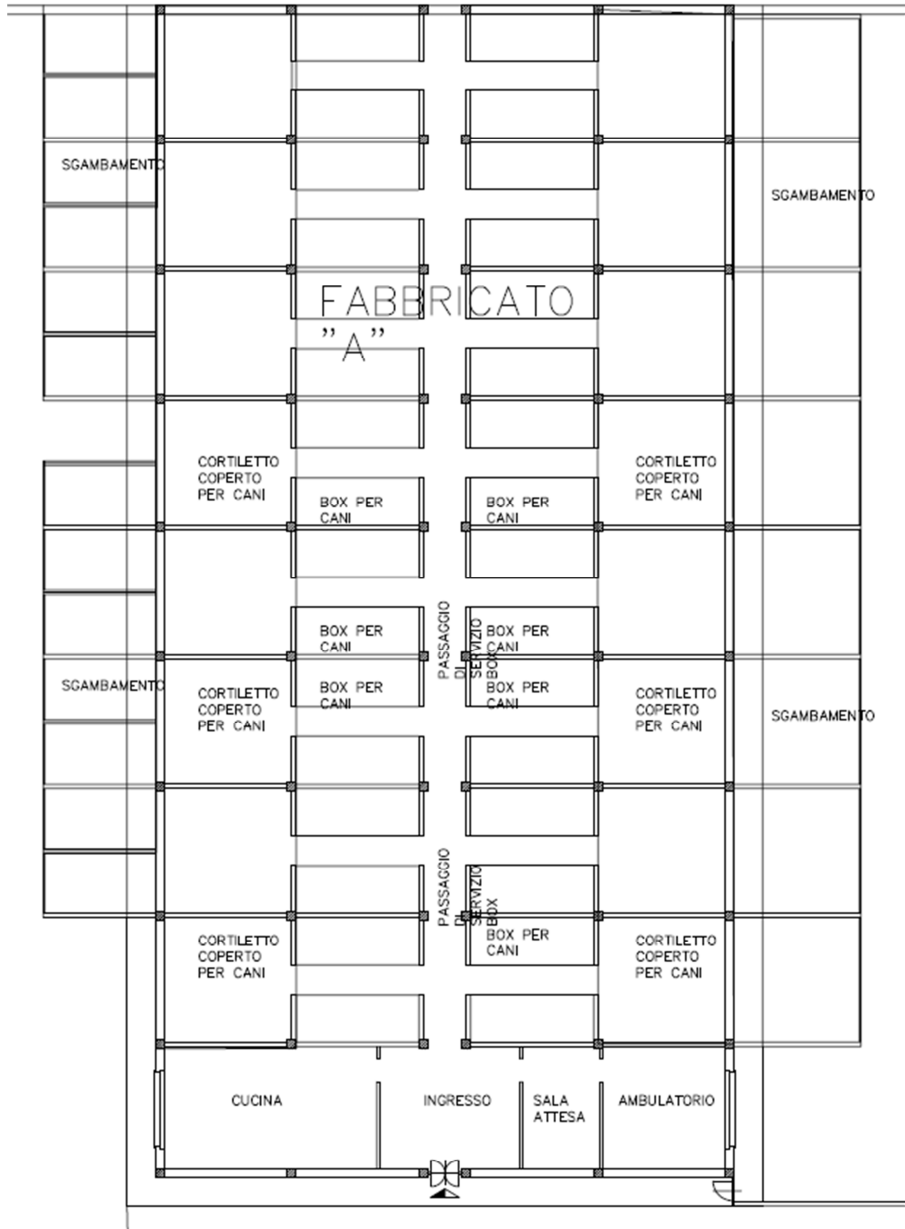 SGAMBAMENTO
SGAMBAMENTO
FABBRICATO
"A"
CORTILETTO
COPERTO
PER CANI
BOX PER
CANI
BOX PER
CANI
CORTILETTO
COPERTO
PER CANI
BOX PER
CANI
PASSAGGIO
DI
SERVIZIO
BOX
BOX PER
CANI
SGAMBAMENTO
CORTILETTO
COPERTO
PER CANI
BOX PER
CANI
BOX PER
CANI
CORTILETTO
COPERTO
PER CANI
SGAMBAMENTO
PASSAGGIO
DI
SERVIZIO
BOX
CORTILETTO
COPERTO
PER CANI
BOX PER
CANI
CORTILETTO
COPERTO
PER CANI
CUCINA
INGRESSO
SALA
ATTESA
AMBULATORIO